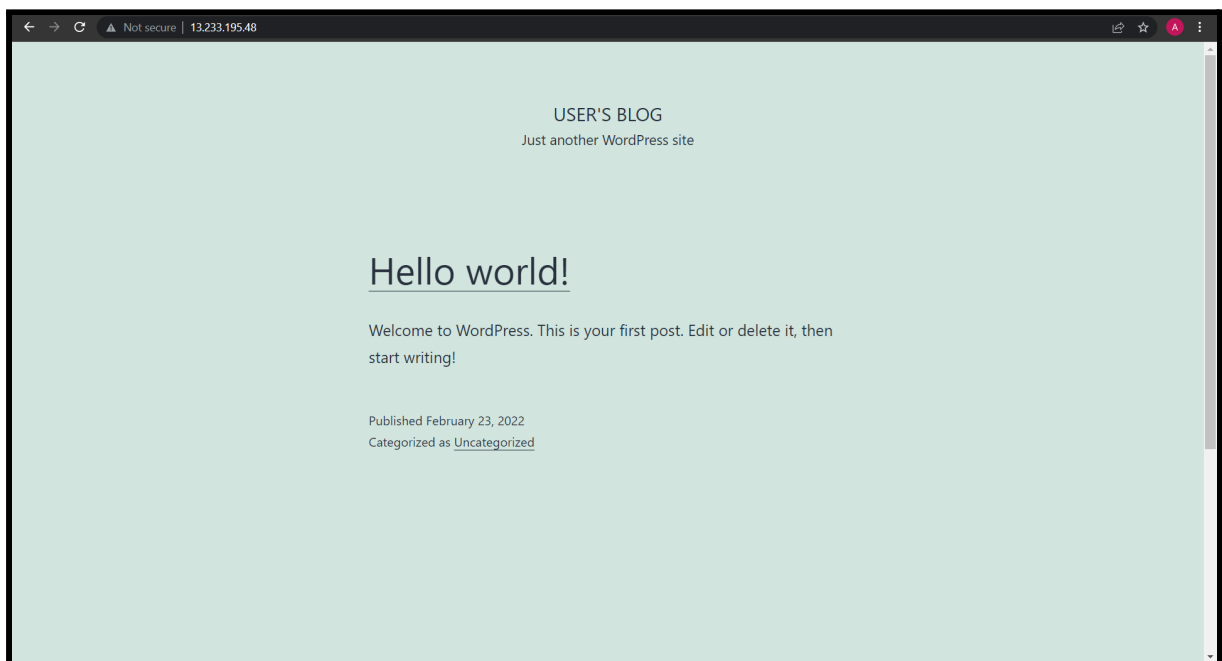 Not secure | 13.233.195.48
A
USER'S BLOG
Just another WordPress site
Hello world!
Welcome to WordPress. This is your first post. Edit or delete it, then
start writing!
Published February 23, 2022
Categorized as Uncategorized